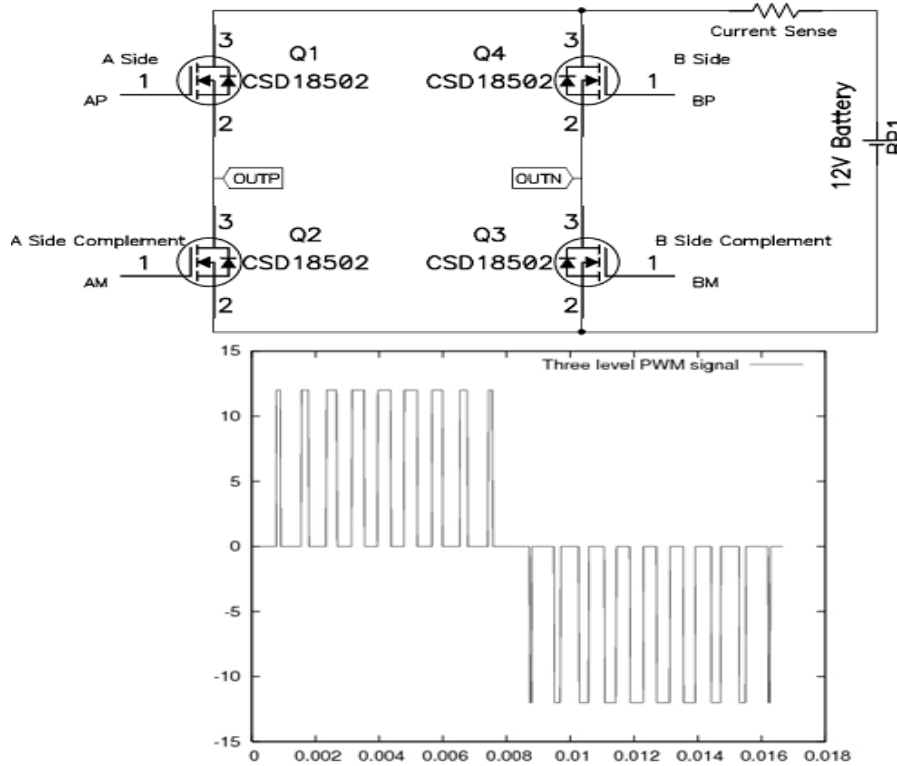 Current Sense
3
3
A Side
Q1
Q4
B Side
1
CSD18502
CSD18502
1
AP
BP
2
2
12V Battery
OUTP
OUTN
3
3
A Side Complement
Q2
Q3
B Side Complement
1
CSD18502
CSD18502
1
AM
BM
2
2
15
Three level PWM signal
10
5
0
-5
-10
-15
0
0.002
0.004
0.006
0.008
0.01
0.012
0.014
0.016
0.018